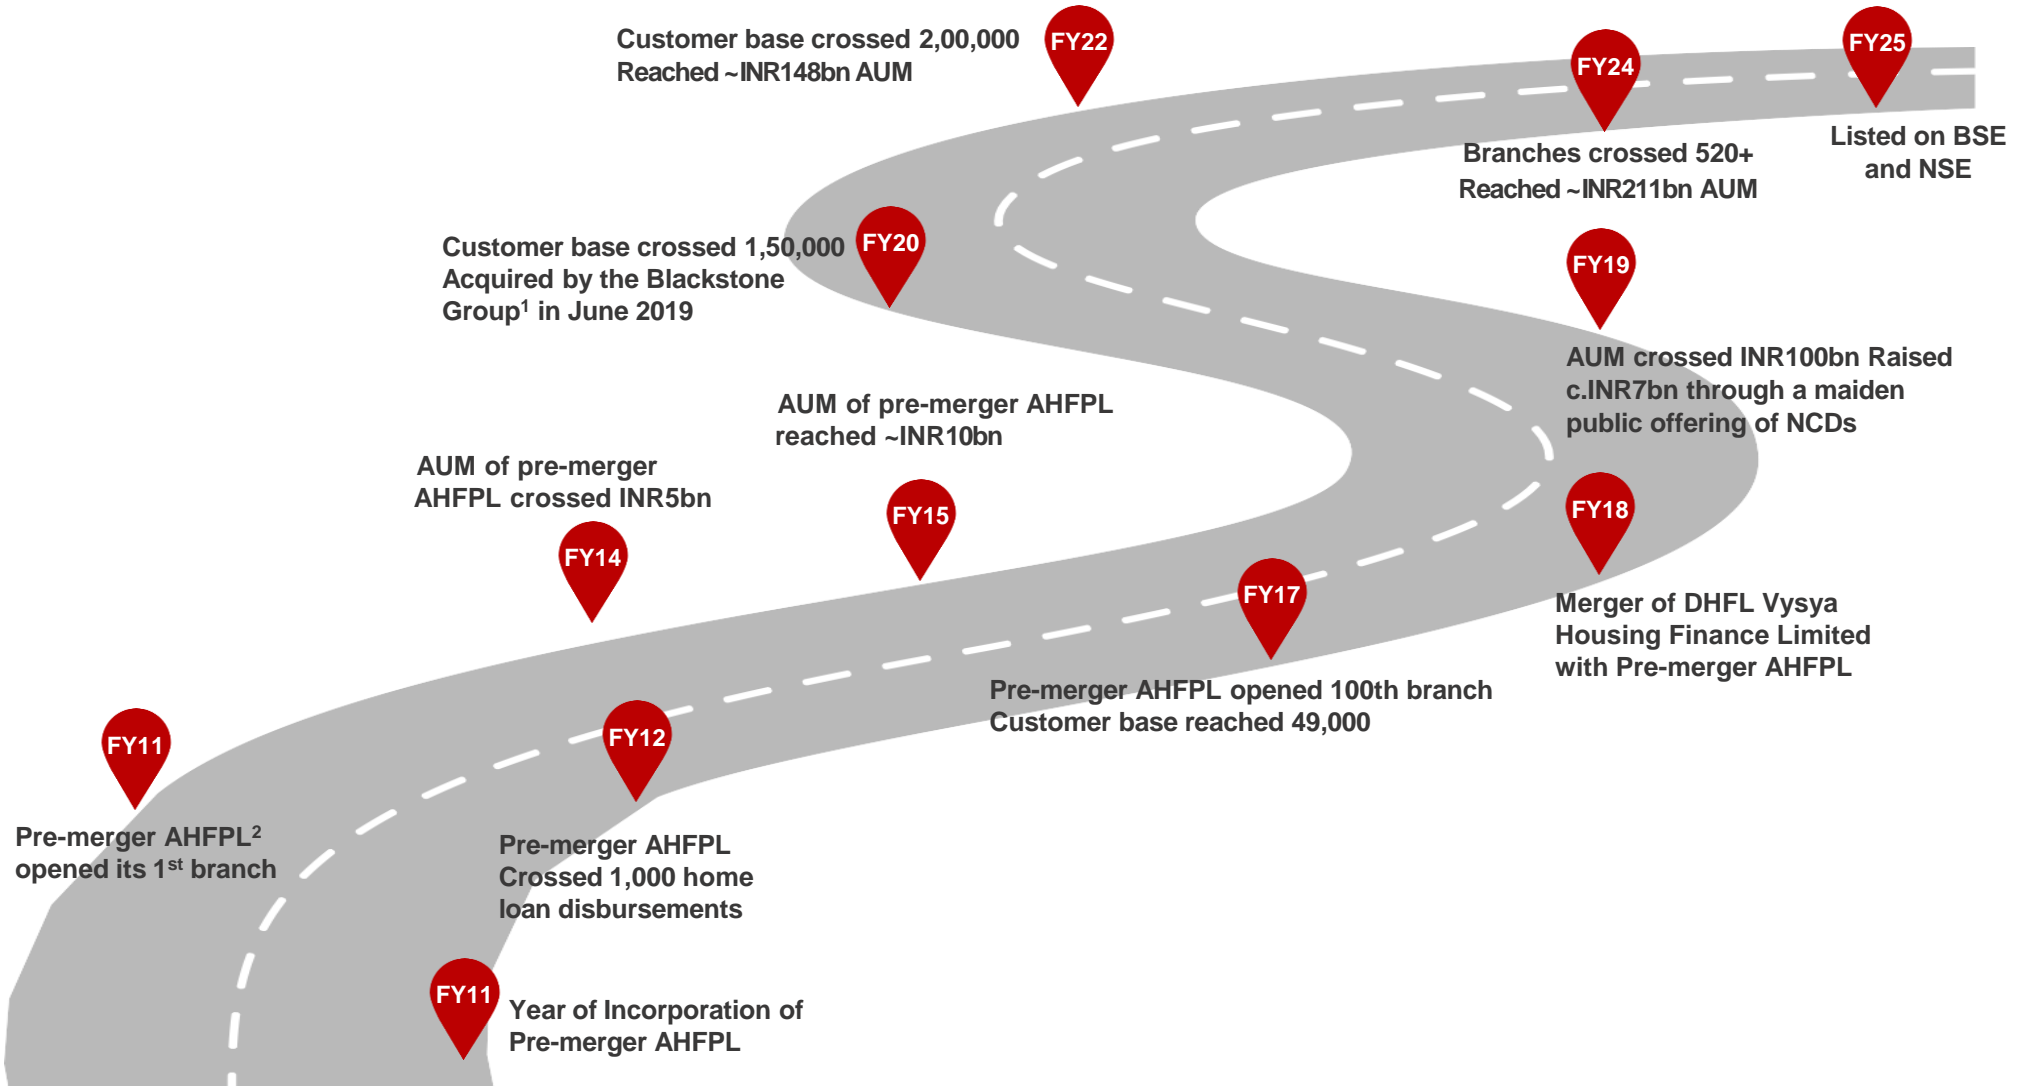 Customer base crossed 2,00,000
Reached ~INR148bn AUM
FY22
FY24
Branches crossed 520+
Reached ~INR211bn AUM
FY25
Listed on BSE
and NSE
Customer base crossed 1,50,000
Acquired by the Blackstone
Group¹ in June 2019
FY20
FY19
AUM crossed INR100bn Raised
c.INR7bn through a maiden
public offering of NCDs
AUM of pre-merger AHFPL
reached ~INR10bn
FY15
AUM of pre-merger
AHFPL crossed INR5bn
FY14
FY18
Merger of DHFL Vysya
Housing Finance Limited
with Pre-merger AHFPL
FY17
Pre-merger AHFPL opened 100th branch
Customer base reached 49,000
FY11
Pre-merger AHFPL²
opened its 1st branch
FY12
Pre-merger AHFPL
Crossed 1,000 home
loan disbursements
FY11
Year of Incorporation of
Pre-merger AHFPL